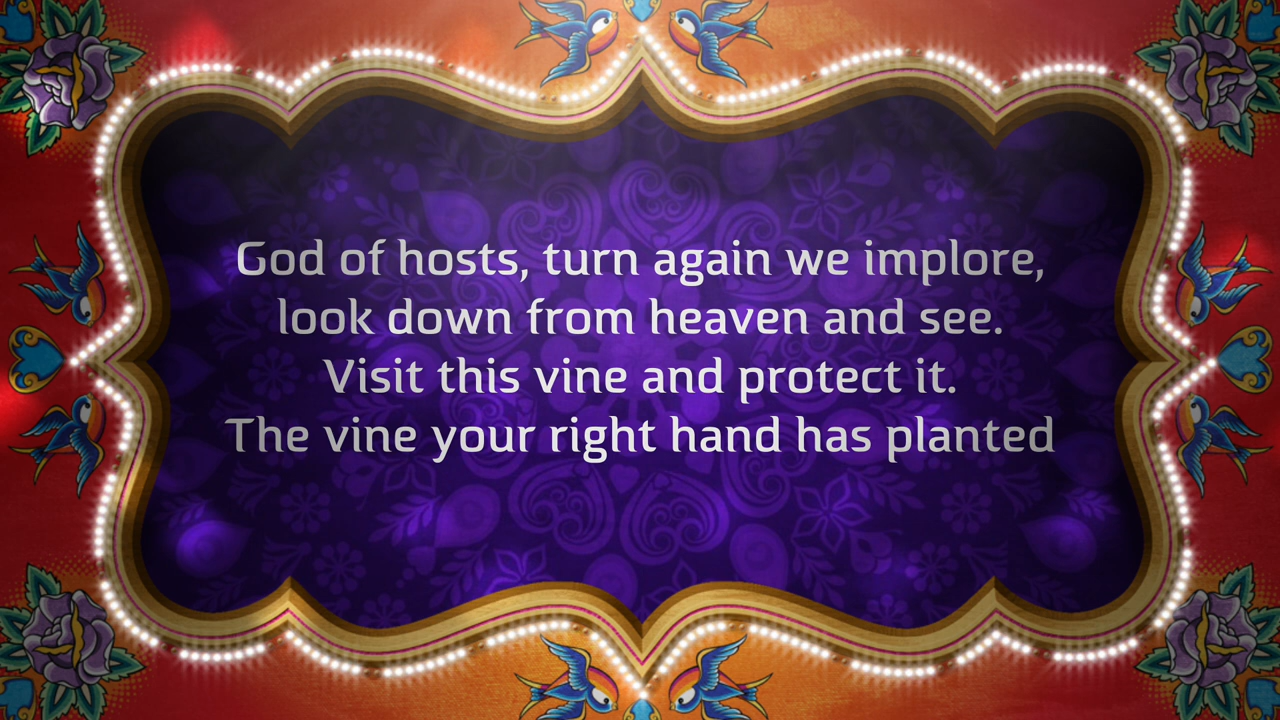 God of hosts, turn again we implore,
look down from heaven and see.
Visit this vine and protect it.
The vine your right hand has planted